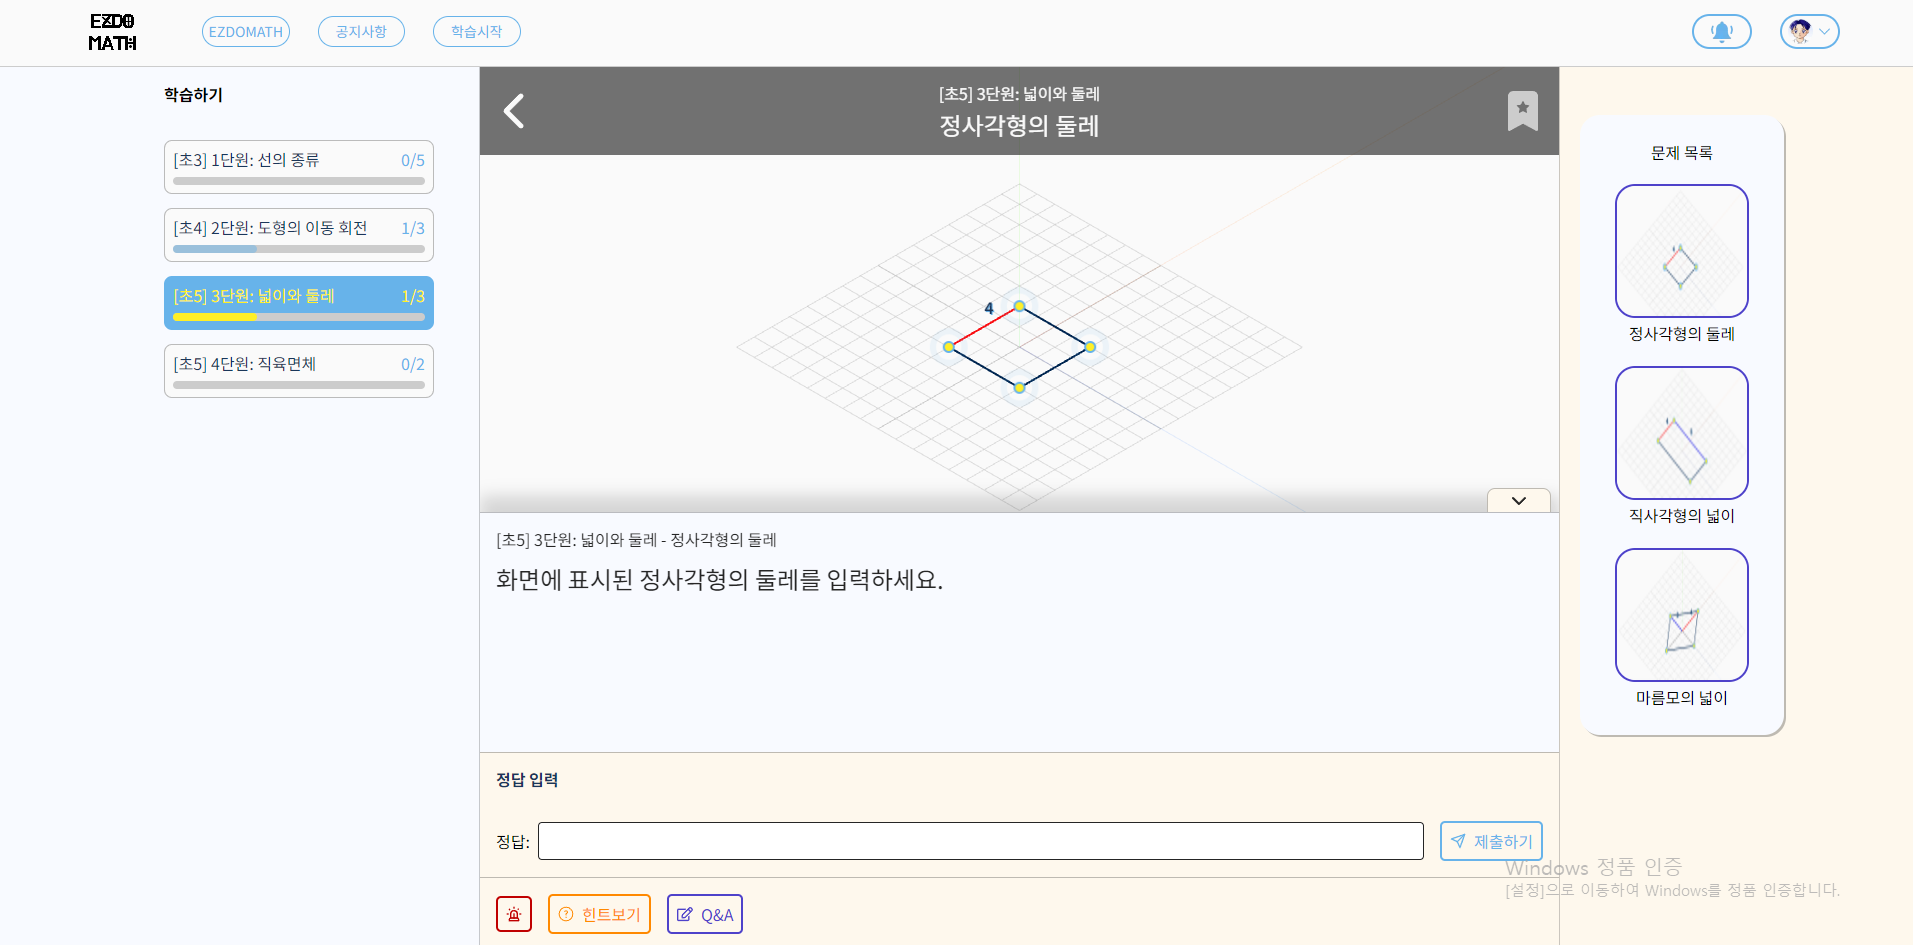 EZDO
MATH
EZDOMATH
공지사항
학습시작
학습하기
[초3] 1단원: 선의 종류 0/5
[초4] 2단원: 도형의 이동 회전 1/3
[초5] 3단원: 넓이와 둘레 1/3
[초5] 4단원: 직육면체 0/2
[초5] 3단원: 넓이와 둘레
정사각형의 둘레
4
[초5] 3단원: 넓이와 둘레 - 정사각형의 둘레
화면에 표시된 정사각형의 둘레를 입력하세요.
정답 입력
정답:
제출하기
힌트보기
Q&A
문제 목록
정사각형의 둘레
직사각형의 넓이
마름모의 넓이
Windows 정품 인증
[설정]으로 이동하여 Windows를 정품 인증합니다.